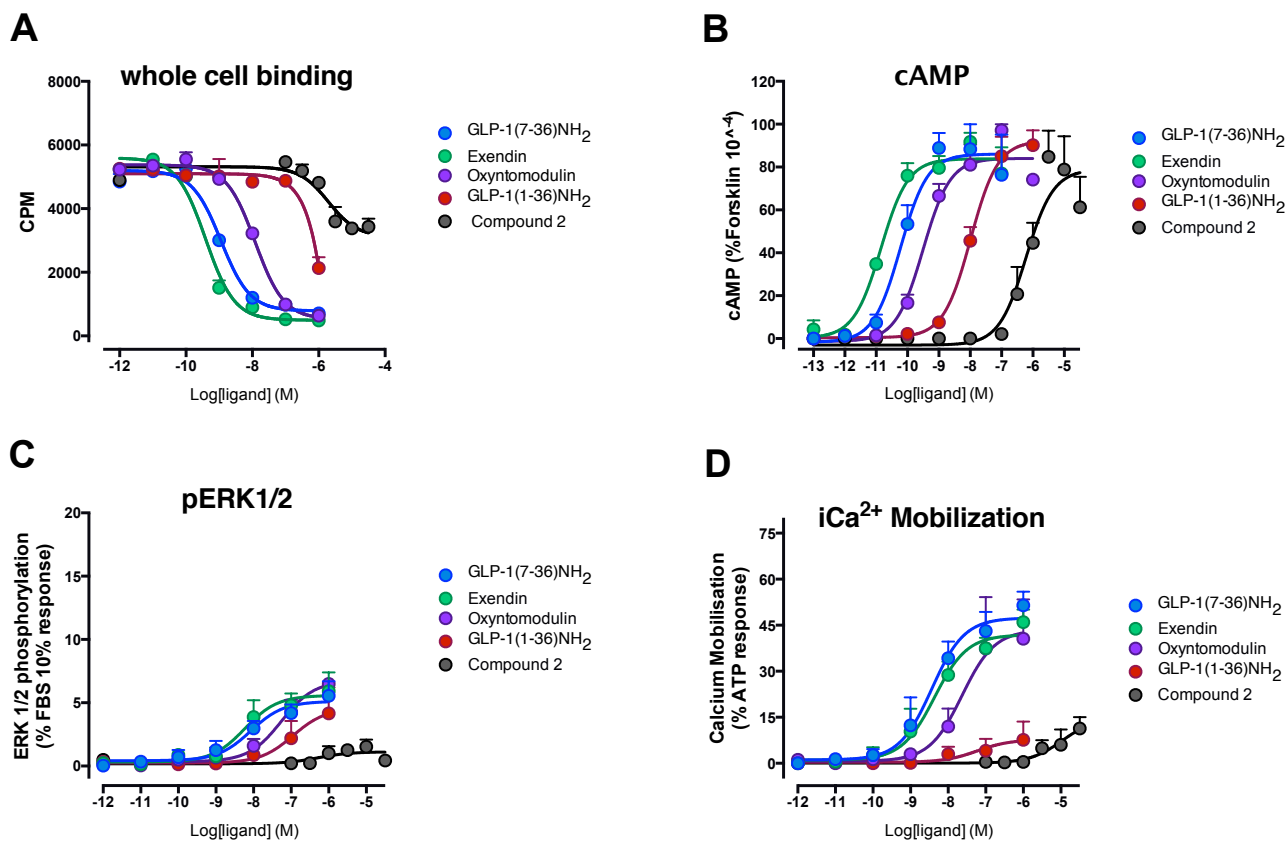 A
whole cell binding
CPM
8000
6000
4000
2000
0
-12
-10
-8
-6
-4
Log[ligand] (M)
GLP-1(7-36)NH2
Exendin
Oxyntomodulin
GLP-1(1-36)NH2
Compound 2
B
cAMP
cAMP (%Forsklin 10^-4)
120
100
80
60
40
20
0
-13
-12
-11
-10
-9
-8
-7
-6
-5
Log[ligand] (M)
GLP-1(7-36)NH2
Exendin
Oxyntomodulin
GLP-1(1-36)NH2
Compound 2
C
pERK1/2
ERK 1/2 phosphorylation
(% FBS 10% response)
20
15
10
5
0
-12
-11
-10
-9
-8
-7
-6
-5
Log[ligand] (M)
GLP-1(7-36)NH2
Exendin
Oxyntomodulin
GLP-1(1-36)NH2
Compound 2
D
iCa2+ Mobilization
Calcium Mobilisation
(% ATP response)
75
60
45
30
15
0
-12
-11
-10
-9
-8
-7
-6
-5
Log[ligand] (M)
GLP-1(7-36)NH2
Exendin
Oxyntomodulin
GLP-1(1-36)NH2
Compound 2